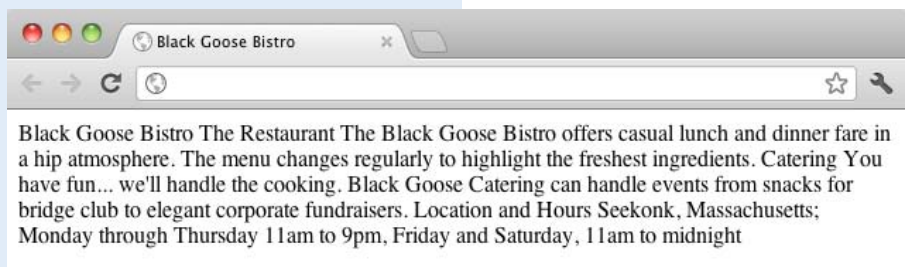 Black Goose Bistro
Black Goose Bistro The Restaurant The Black Goose Bistro offers casual lunch and dinner fare in
a hip atmosphere. The menu changes regularly to highlight the freshest ingredients. Catering You
have fun... we'll handle the cooking. Black Goose Catering can handle events from snacks for
bridge club to elegant corporate fundraisers. Location and Hours Seekonk, Massachusetts;
Monday through Thursday 11am to 9pm, Friday and Saturday, 11am to midnight